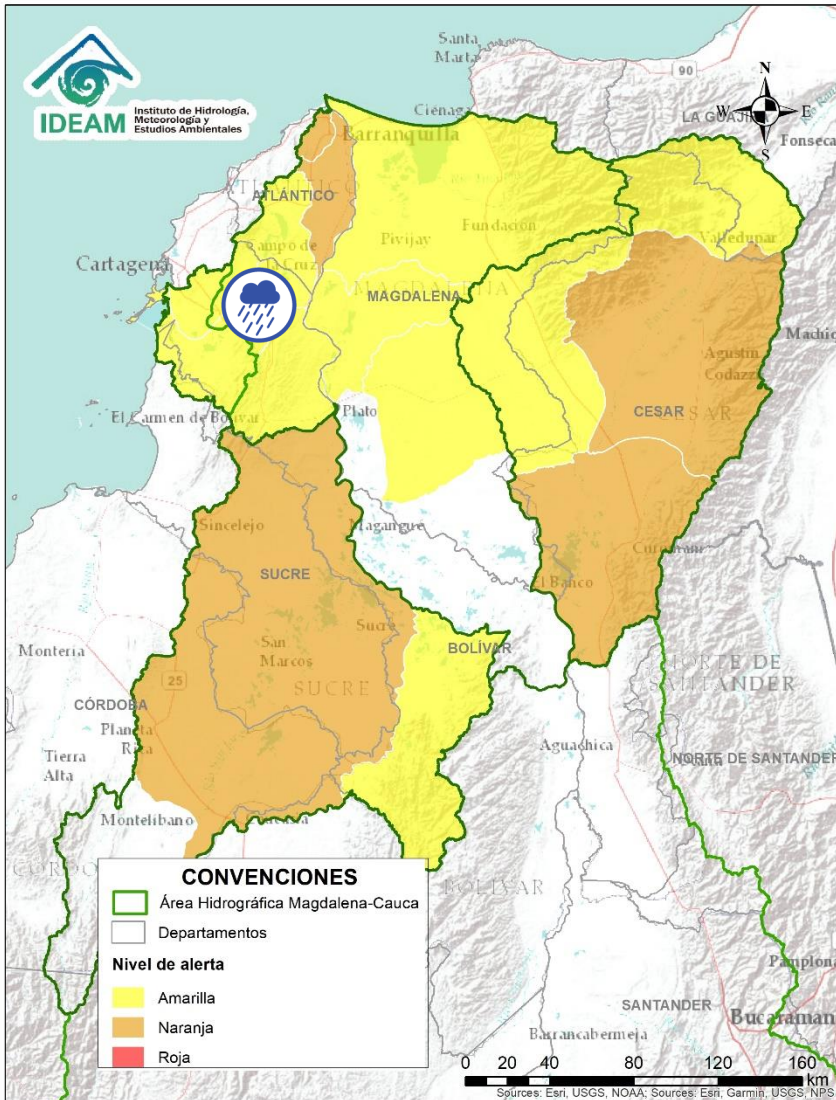 IDEAM
Instituto de Hidrología,
Meteorología y
Estudios Ambientales
Santa
Marta
90
N
W
E
S
Ciénaga
LA GUAJI
Fonseca
Barranquilla
ATLÁNTICO
Campo de
la Cruz
Pivijay
Fundación
Valledupar
Cartagena
MAGDALENA
Agustín
Codazzi
El Carmen de Bolívar
Plato
CESAR
Sincelejo
Magangué
SUCRE
El Banco
Montería
San
Marcos
Sucre
BOLÍVAR
SUCRE
NORTE DE
SANTANDER
25
CÓRDOBA
Planeta
Rica
Tierra
Alta
Aguachica
NORTE DE SANTANDER
Montelíbano
BOLÍVAR
CONVENCIONES
Área Hidrográfica Magdalena-Cauca
Departamentos
Nivel de alerta
Amarilla
Naranja
Roja
Pamplona
SANTANDER
Bucaraman
Barrancabermeja
0 20 40 80 120 160
km
Sources: Esri, USGS, NOAA; Sources: Esri, Garmin, USGS, NPS